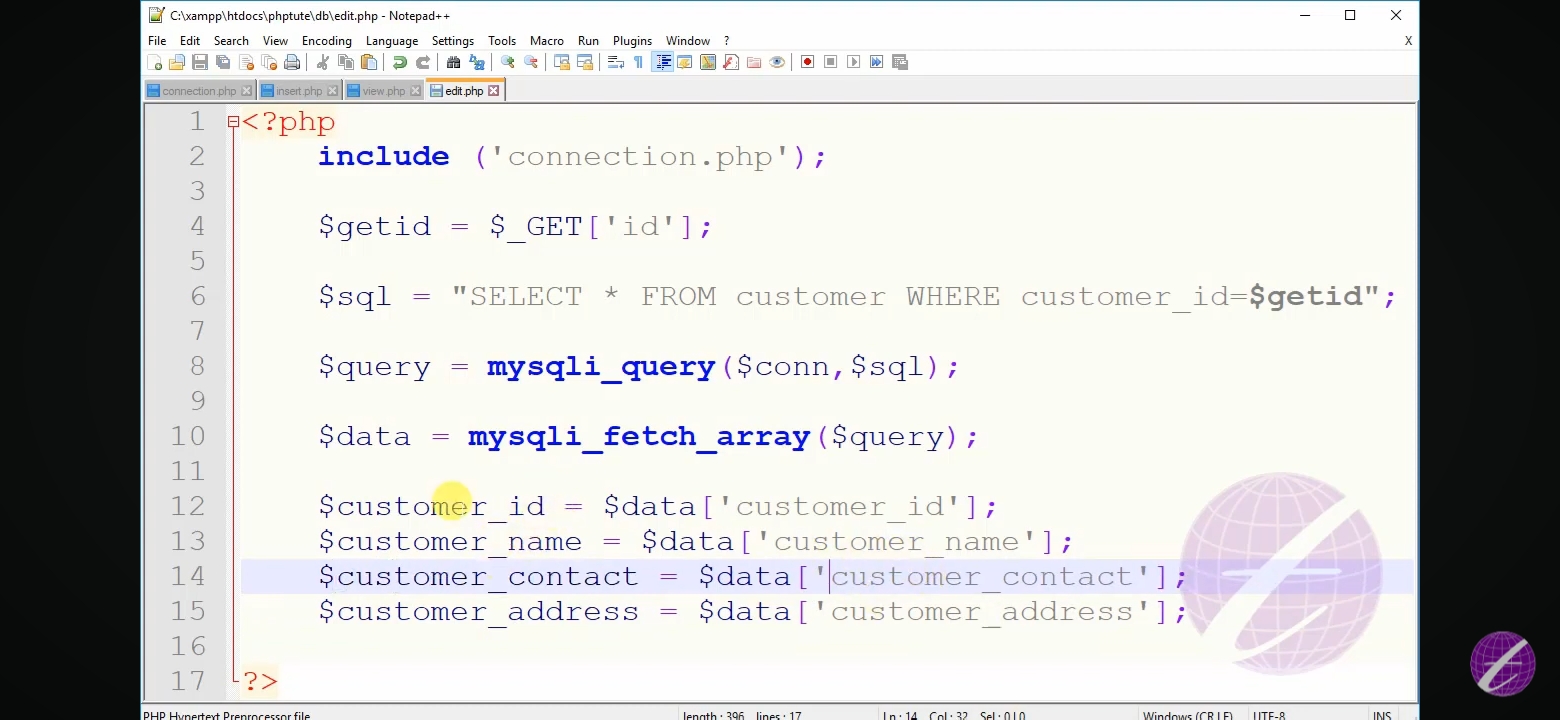 C:\xampp\htdocs\phptute\db\edit.php - Notepad++
File Edit Search View Encoding Language Settings Tools Macro Run Plugins Window ? X
connection.php insert.php view.php edit.php
1 <?php
2 include ('connection.php');
3
4 $getid = $_GET['id'];
5
6 $sql = "SELECT * FROM customer WHERE customer_id=$getid";
7
8 $query = mysqli_query($conn,$sql);
9
10 $data = mysqli_fetch_array($query);
11
12 $customer_id = $data['customer_id'];
13 $customer_name = $data['customer_name'];
14 $customer_contact = $data['customer_contact'];
15 $customer_address = $data['customer_address'];
16
17 ?>
PHP Hypertext Preprocessor file length : 396 lines : 17 Ln : 14 Col : 32 Sel : 0 | 0 Windows (CR LF) UTF-8 INS